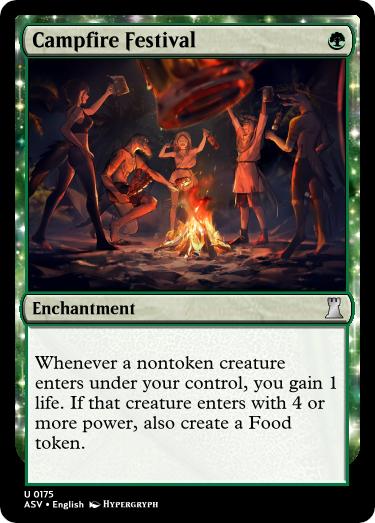 Campfire Festival
Enchantment
Whenever a nontoken creature
enters under your control, you gain 1
life. If that creature enters with 4 or
more power, also create a Food
token.
U 0175
ASV • English HYPERGRYPH